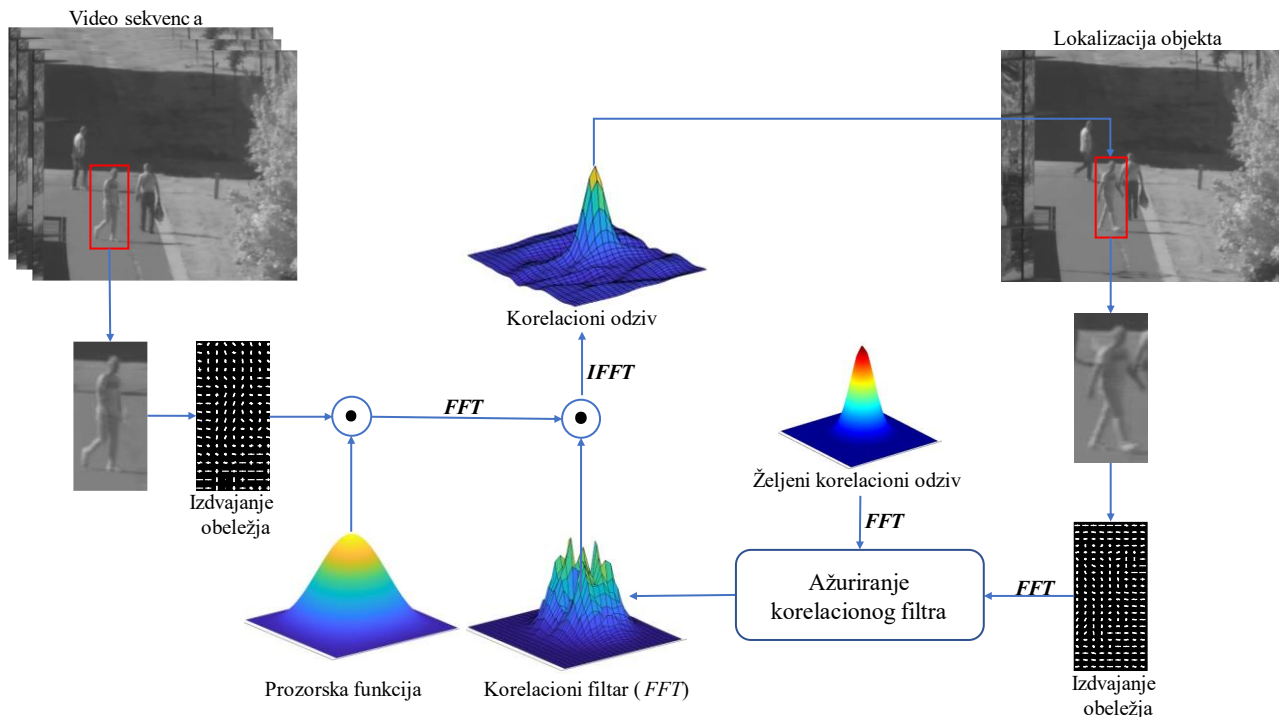 Video sekvenca
Lokalizacija objekta
Korelacioni odziv
IFFT
FFT
Željeni korelacioni odziv
Izdvajanje
obeležja
FFT
Ažuriranje
korelacionog filtra
FFT
Prozorska funkcija
Korelacioni filtar (FFT)
Izdvajanje
obeležja